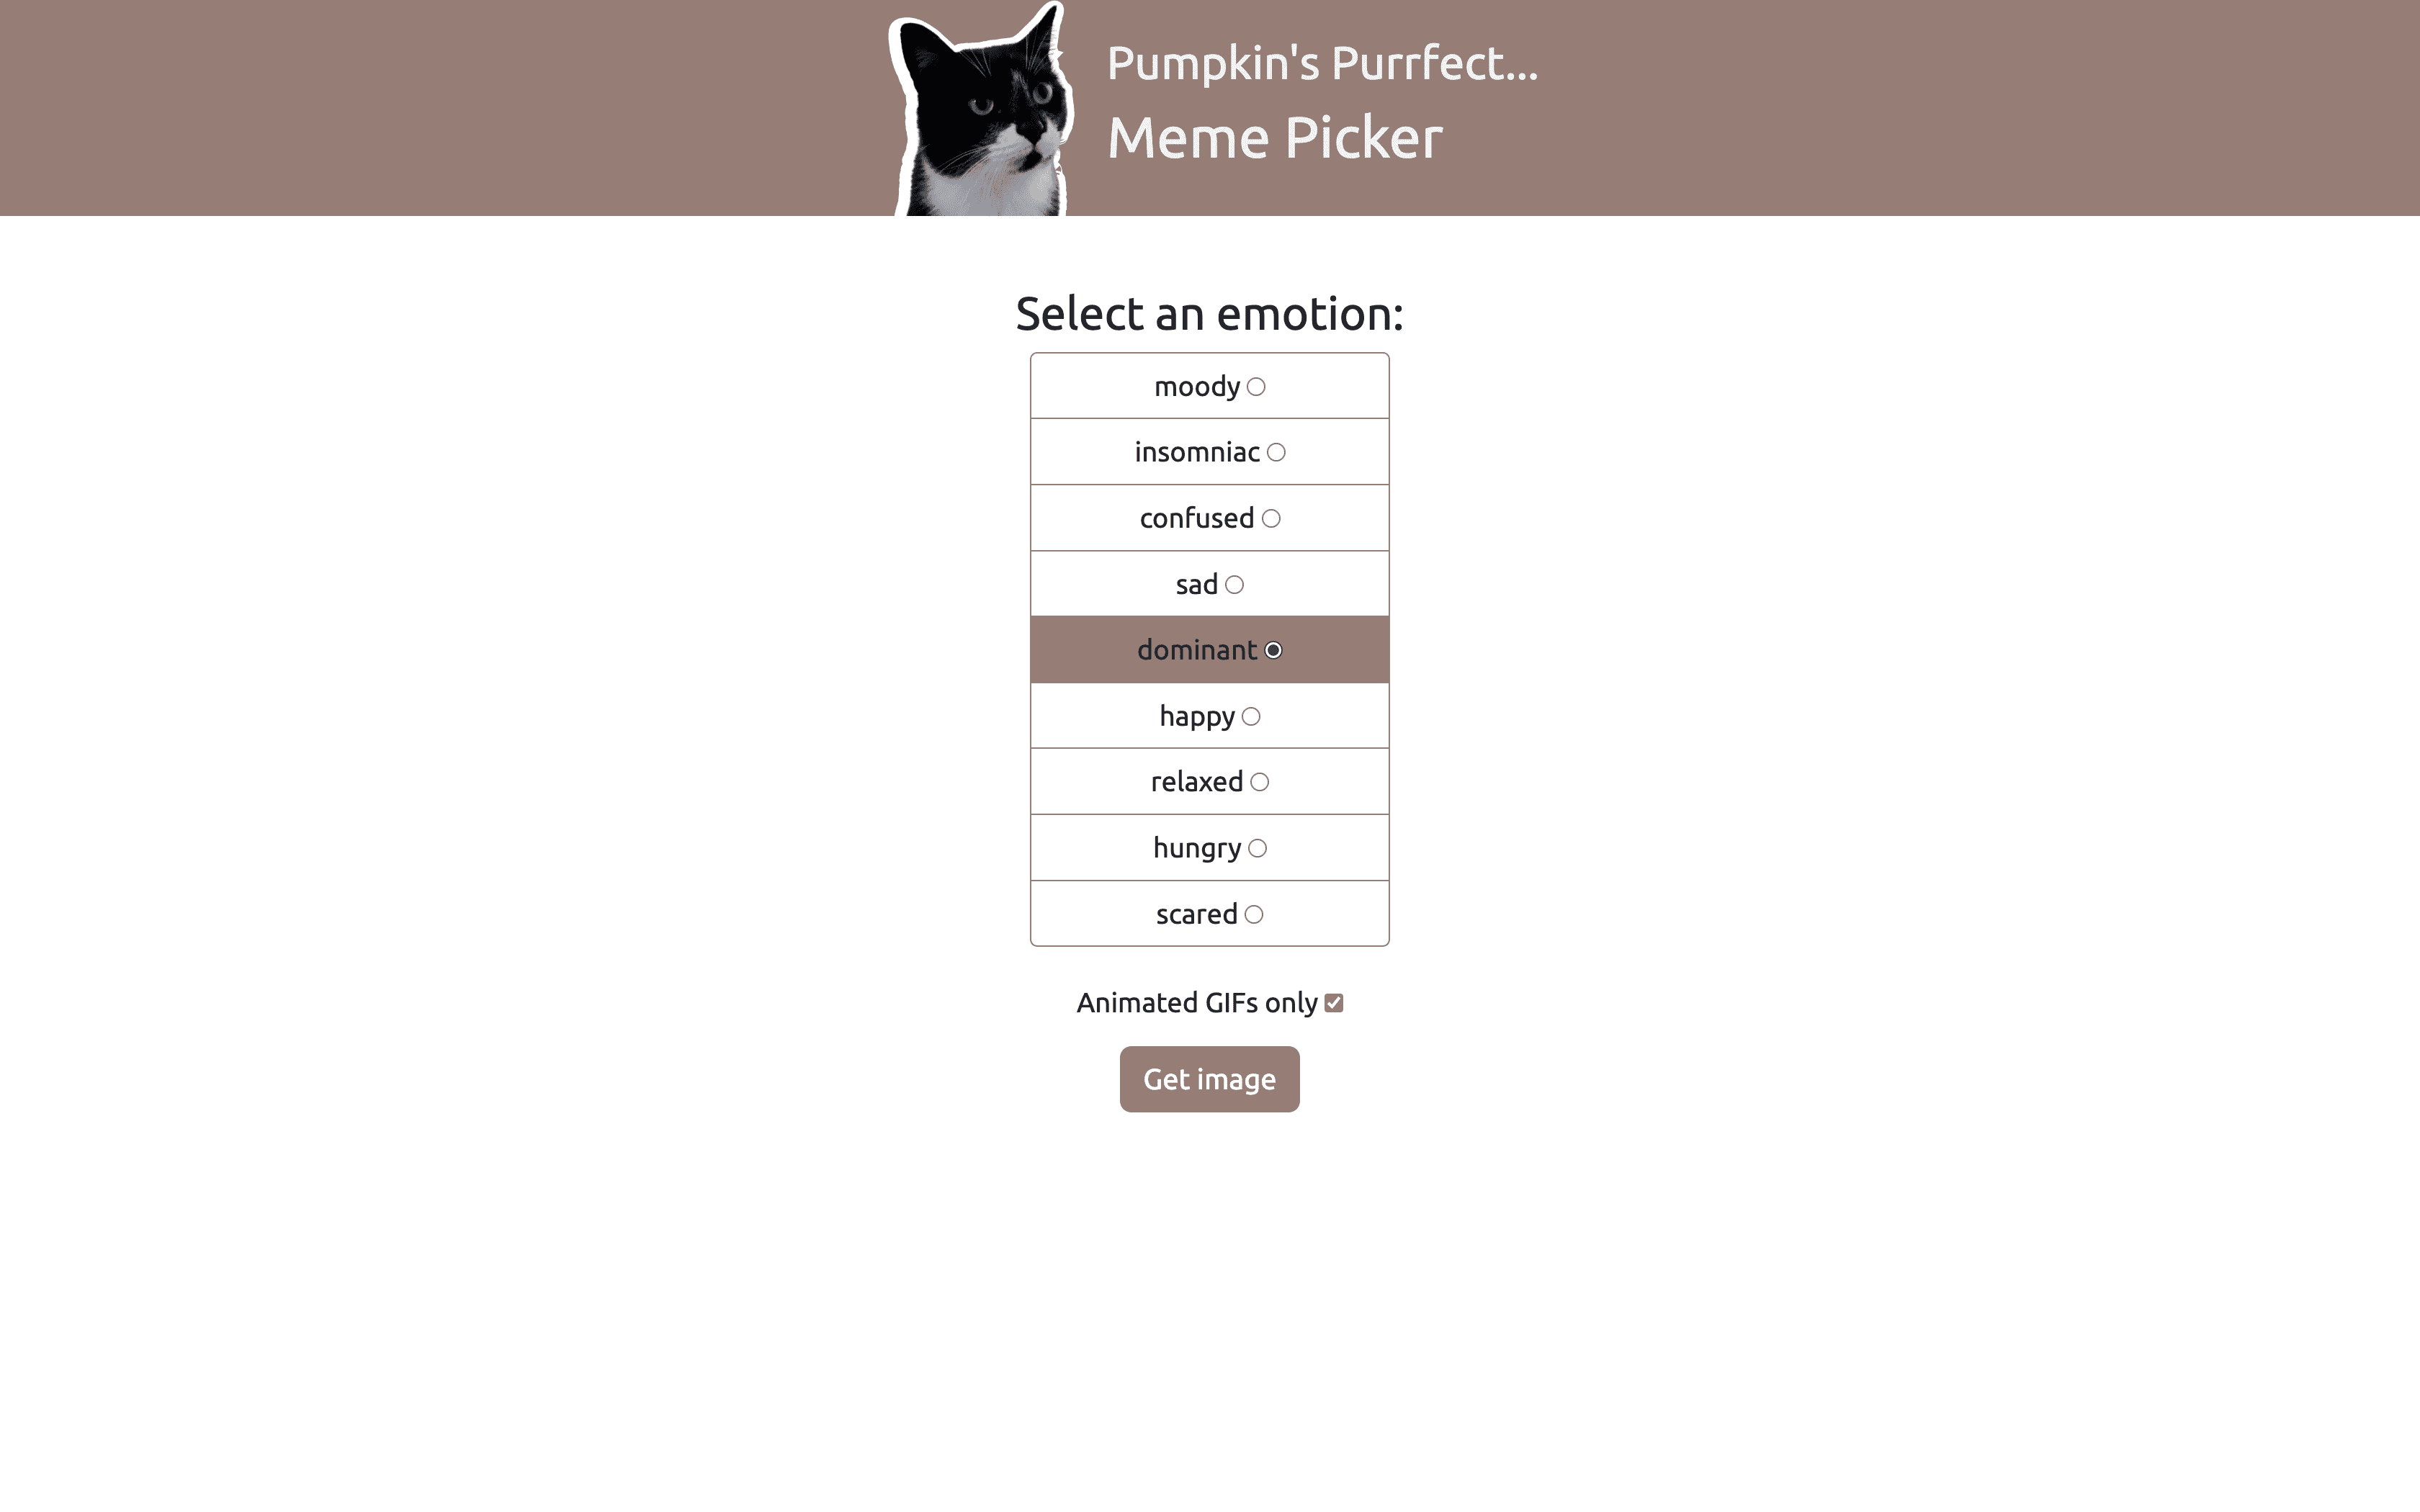 Pumpkin's Purrfect...
Meme Picker
Select an emotion:
moody
insomniac
confused
sad
dominant
happy
relaxed
hungry
scared
Animated GIFs only
Get image